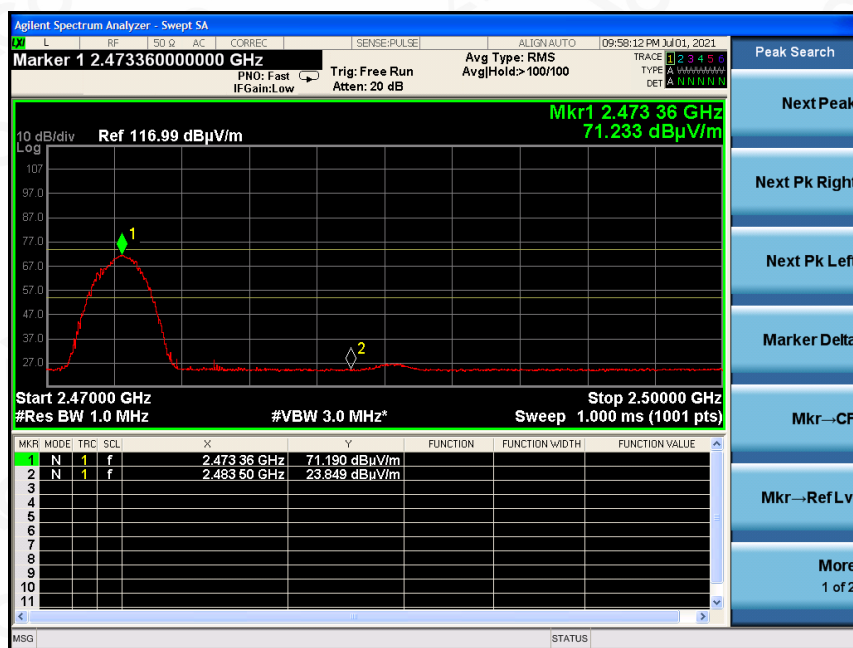 Agilent Spectrum Analyzer - Swept SA
LXI L RF 50 Ω AC CORREC SENSE:PULSE ALIGN AUTO 09:58:12 PM Jul 01, 2021
Marker 1 2.473360000000 GHz
PNO: Fast
IFGain:Low
Trig: Free Run
Atten: 20 dB
Avg Type: RMS
Avg|Hold:>100/100
TRACE 1 2 3 4 5 6
TYPE A WWWWW
DET A N N N N N
Mkr1 2.473 36 GHz
71.233 dBµV/m
10 dB/div
Log
Ref 116.99 dBµV/m
107
97.0
87.0
77.0
67.0
57.0
47.0
37.0
27.0
1
2
Start 2.47000 GHz
Stop 2.50000 GHz
#Res BW 1.0 MHz
#VBW 3.0 MHz*
Sweep 1.000 ms (1001 pts)
MKR MODE TRC SCL X Y FUNCTION FUNCTION WIDTH FUNCTION VALUE
1 N 1 f 2.473 36 GHz 71.190 dBµV/m
2 N 1 f 2.483 50 GHz 23.849 dBµV/m
3
4
5
6
7
8
9
10
11
MSG
STATUS
Peak Search
Next Peak
Next Pk Right
Next Pk Left
Marker Delta
Mkr→CF
Mkr→Ref Lv
More
1 of 2